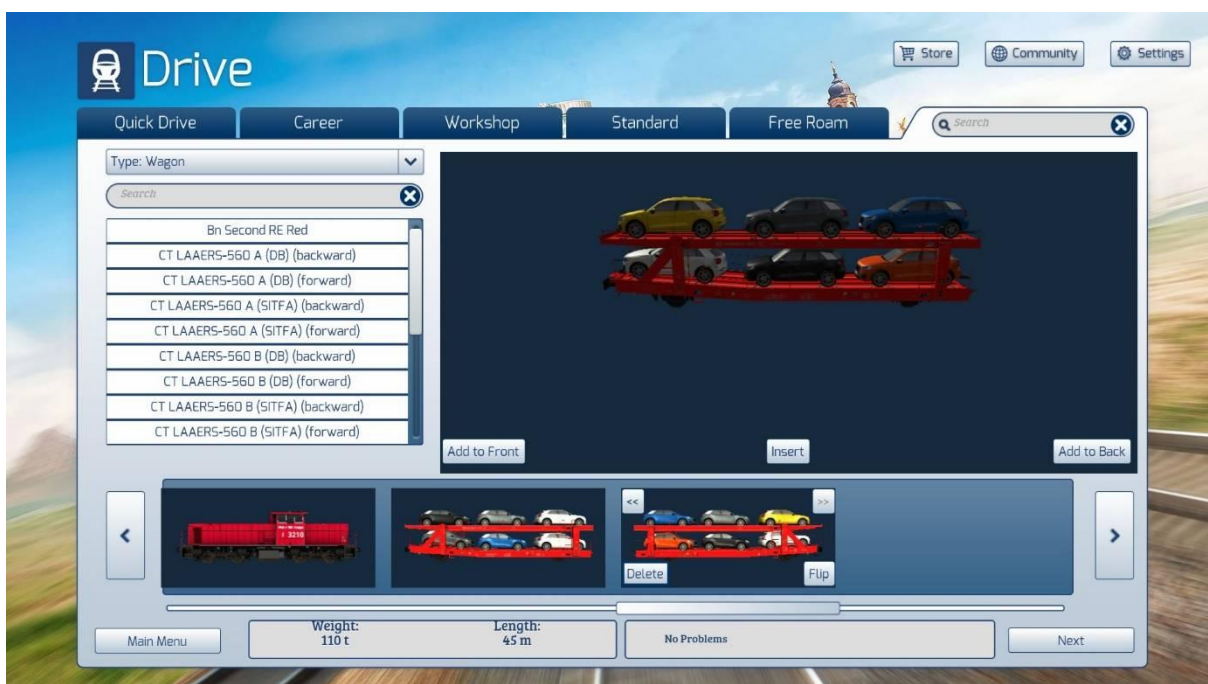 Drive
Store
Community
Settings
Quick Drive
Career
Workshop
Standard
Free Roam
Search
Type: Wagon
Search
Bn Second RE Red
CT LAAERS-560 A (DB) (backward)
CT LAAERS-560 A (DB) (forward)
CT LAAERS-560 A (SITFA) (backward)
CT LAAERS-560 A (SITFA) (forward)
CT LAAERS-560 B (DB) (backward)
CT LAAERS-560 B (DB) (forward)
CT LAAERS-560 B (SITFA) (backward)
CT LAAERS-560 B (SITFA) (forward)
Add to Front
Insert
Add to Back
<<
>>
3210
Delete
Flip
Main Menu
Weight:
110 t
Length:
45 m
No Problems
Next